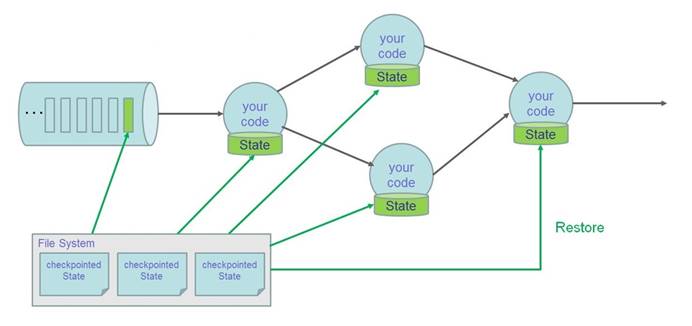 your
code
State
...
your
code
State
your
code
State
your
code
State
Restore
File System
checkpointed
State
checkpointed
State
checkpointed
State